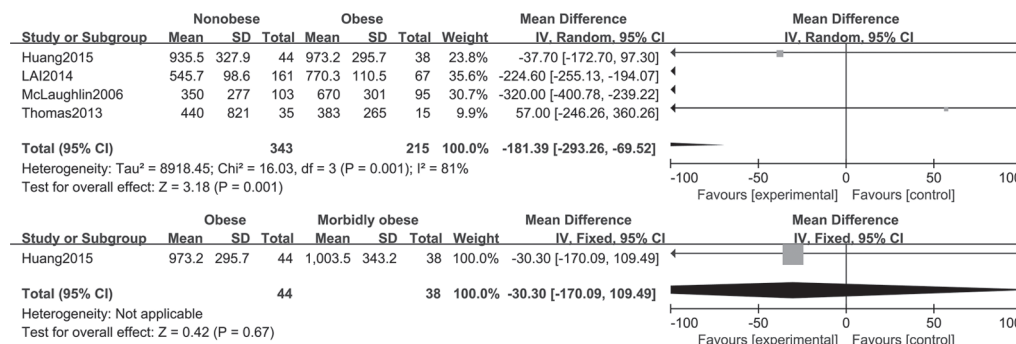 Nonobese Obese Mean Difference Mean Difference
Study or Subgroup Mean SD Total Mean SD Total Weight IV, Random, 95% CI IV, Random, 95% CI
Huang2015 935.5 327.9 44 973.2 295.7 38 23.8% -37.70 [-172.70, 97.30]
LAI2014 545.7 98.6 161 770.3 110.5 67 35.6% -224.60 [-255.13, -194.07]
McLaughlin2006 350 277 103 670 301 95 30.7% -320.00 [-400.78, -239.22]
Thomas2013 440 821 35 383 265 15 9.9% 57.00 [-246.26, 360.26]
Total (95% CI) 343 215 100.0% -181.39 [-293.26, -69.52]
Heterogeneity: Tau² = 8918.45; Chi² = 16.03, df = 3 (P = 0.001); I² = 81%
Test for overall effect: Z = 3.18 (P = 0.001)
-100 -50 0 50 100
Favours [experimental] Favours [control]
Obese Morbidly obese Mean Difference Mean Difference
Study or Subgroup Mean SD Total Mean SD Total Weight IV, Fixed, 95% CI IV, Fixed, 95% CI
Huang2015 973.2 295.7 44 1,003.5 343.2 38 100.0% -30.30 [-170.09, 109.49]
Total (95% CI) 44 38 100.0% -30.30 [-170.09, 109.49]
Heterogeneity: Not applicable
Test for overall effect: Z = 0.42 (P = 0.67)
-100 -50 0 50 100
Favours [experimental] Favours [control]